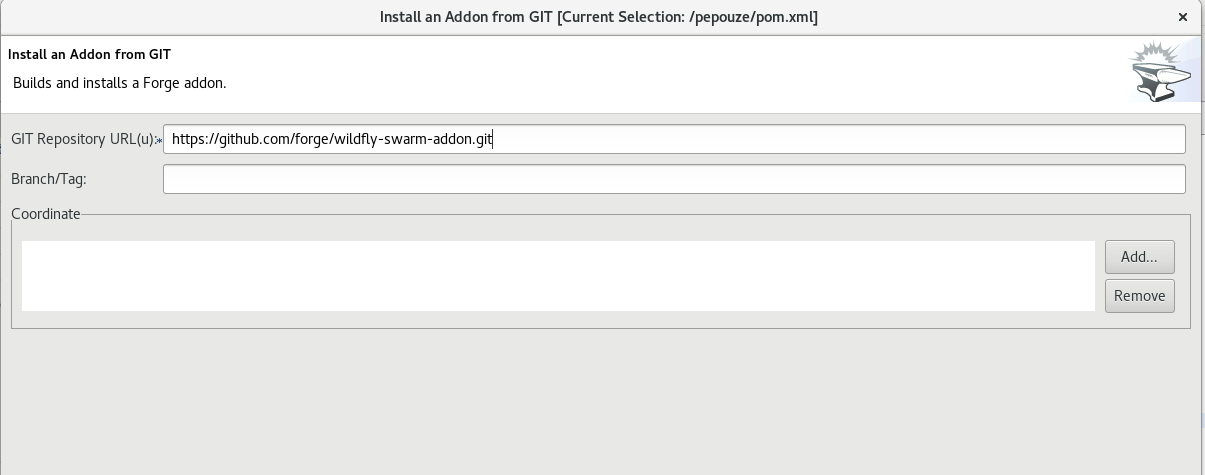 Install an Addon from GIT [Current Selection: /pepouze/pom.xml]
Install an Addon from GIT
Builds and installs a Forge addon.
GIT Repository URL(u):* https://github.com/forge/wildfly-swarm-addon.git
Branch/Tag:
Coordinate
Add...
Remove